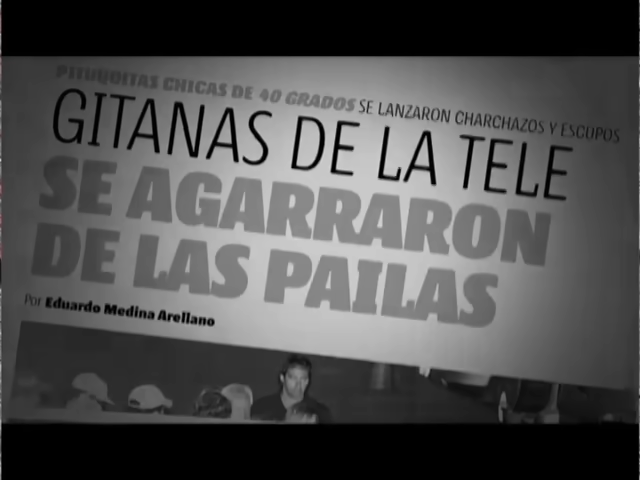 PITUQUITAS CHICAS DE 40 GRADOS SE LANZARON CHARCHAZOS Y ESCUPOS
GITANAS DE LA TELE
SE AGARRARON
DE LAS PAILAS
Por Eduardo Medina Arellano